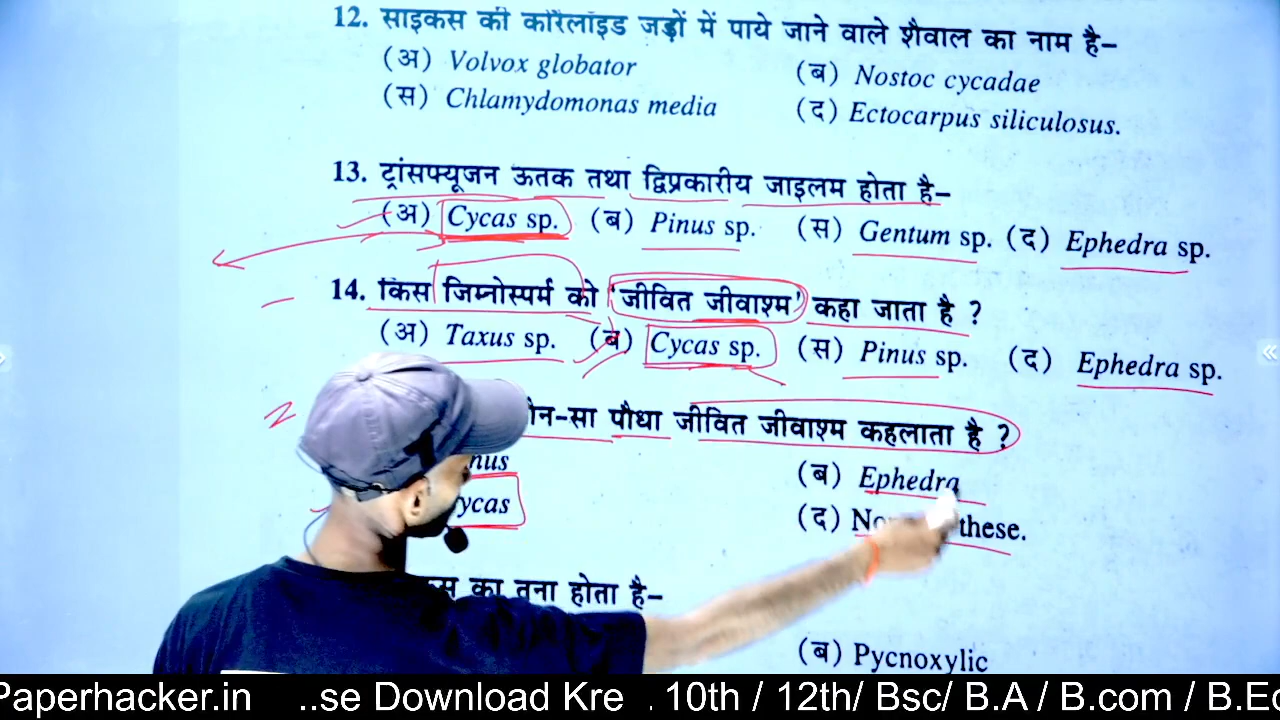 12. साइकस की कोरेलॉइड जड़ों में पाये जाने वाले शैवाल का नाम है–
(अ) Volvox globator (ब) Nostoc cycadae
(स) Chlamydomonas media (द) Ectocarpus siliculosus.
13. ट्रांसफ्यूजन ऊतक तथा द्विप्रकारीय जाइलम होता है–
(अ) Cycas sp. (ब) Pinus sp. (स) Gentum sp. (द) Ephedra sp.
14. किस जिम्नोस्पर्म को 'जीवित जीवाश्म' कहा जाता है ?
(अ) Taxus sp. (ब) Cycas sp. (स) Pinus sp. (द) Ephedra sp.
पौधा जीवित जीवाश्म कहलाता है ?
(ब) Ephedra
(द) these.
का तना होता है–
(ब) Pycnoxylic
Paperhacker.in ..se Download Kre . 10th / 12th/ Bsc/ B.A / B.com / B.Ed